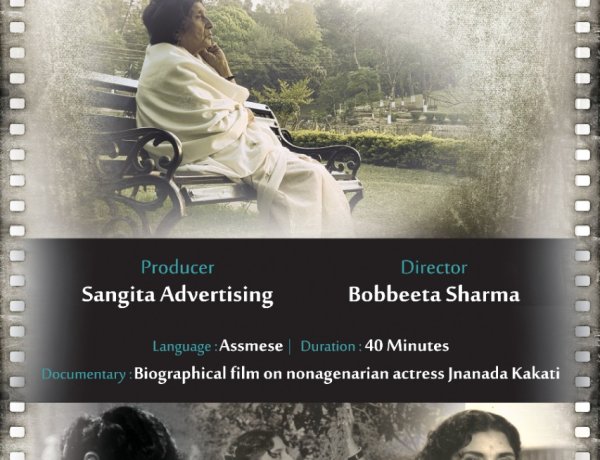 Producer
Sangita Advertising
Director
Bobbeeta Sharma
Language : Assmese | Duration : 40 Minutes
Documentary : Biographical film on nonagenarian actress Jnanada Kakati